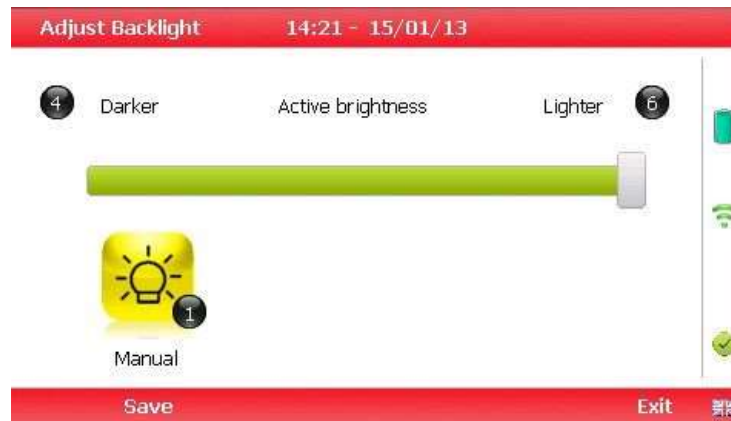 Adjust Backlight 14:21 - 15/01/13
4 Darker Active brightness Lighter 6
1
Manual
Save Exit